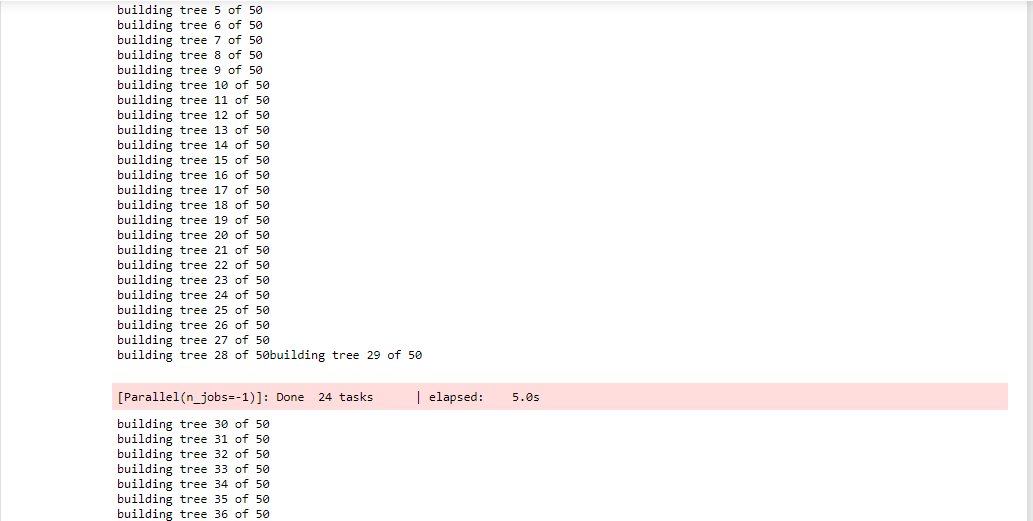 building tree 5 of 50
building tree 6 of 50
building tree 7 of 50
building tree 8 of 50
building tree 9 of 50
building tree 10 of 50
building tree 11 of 50
building tree 12 of 50
building tree 13 of 50
building tree 14 of 50
building tree 15 of 50
building tree 16 of 50
building tree 17 of 50
building tree 18 of 50
building tree 19 of 50
building tree 20 of 50
building tree 21 of 50
building tree 22 of 50
building tree 23 of 50
building tree 24 of 50
building tree 25 of 50
building tree 26 of 50
building tree 27 of 50
building tree 28 of 50building tree 29 of 50
[Parallel(n_jobs=-1)]: Done  24 tasks      | elapsed:    5.0s
building tree 30 of 50
building tree 31 of 50
building tree 32 of 50
building tree 33 of 50
building tree 34 of 50
building tree 35 of 50
building tree 36 of 50